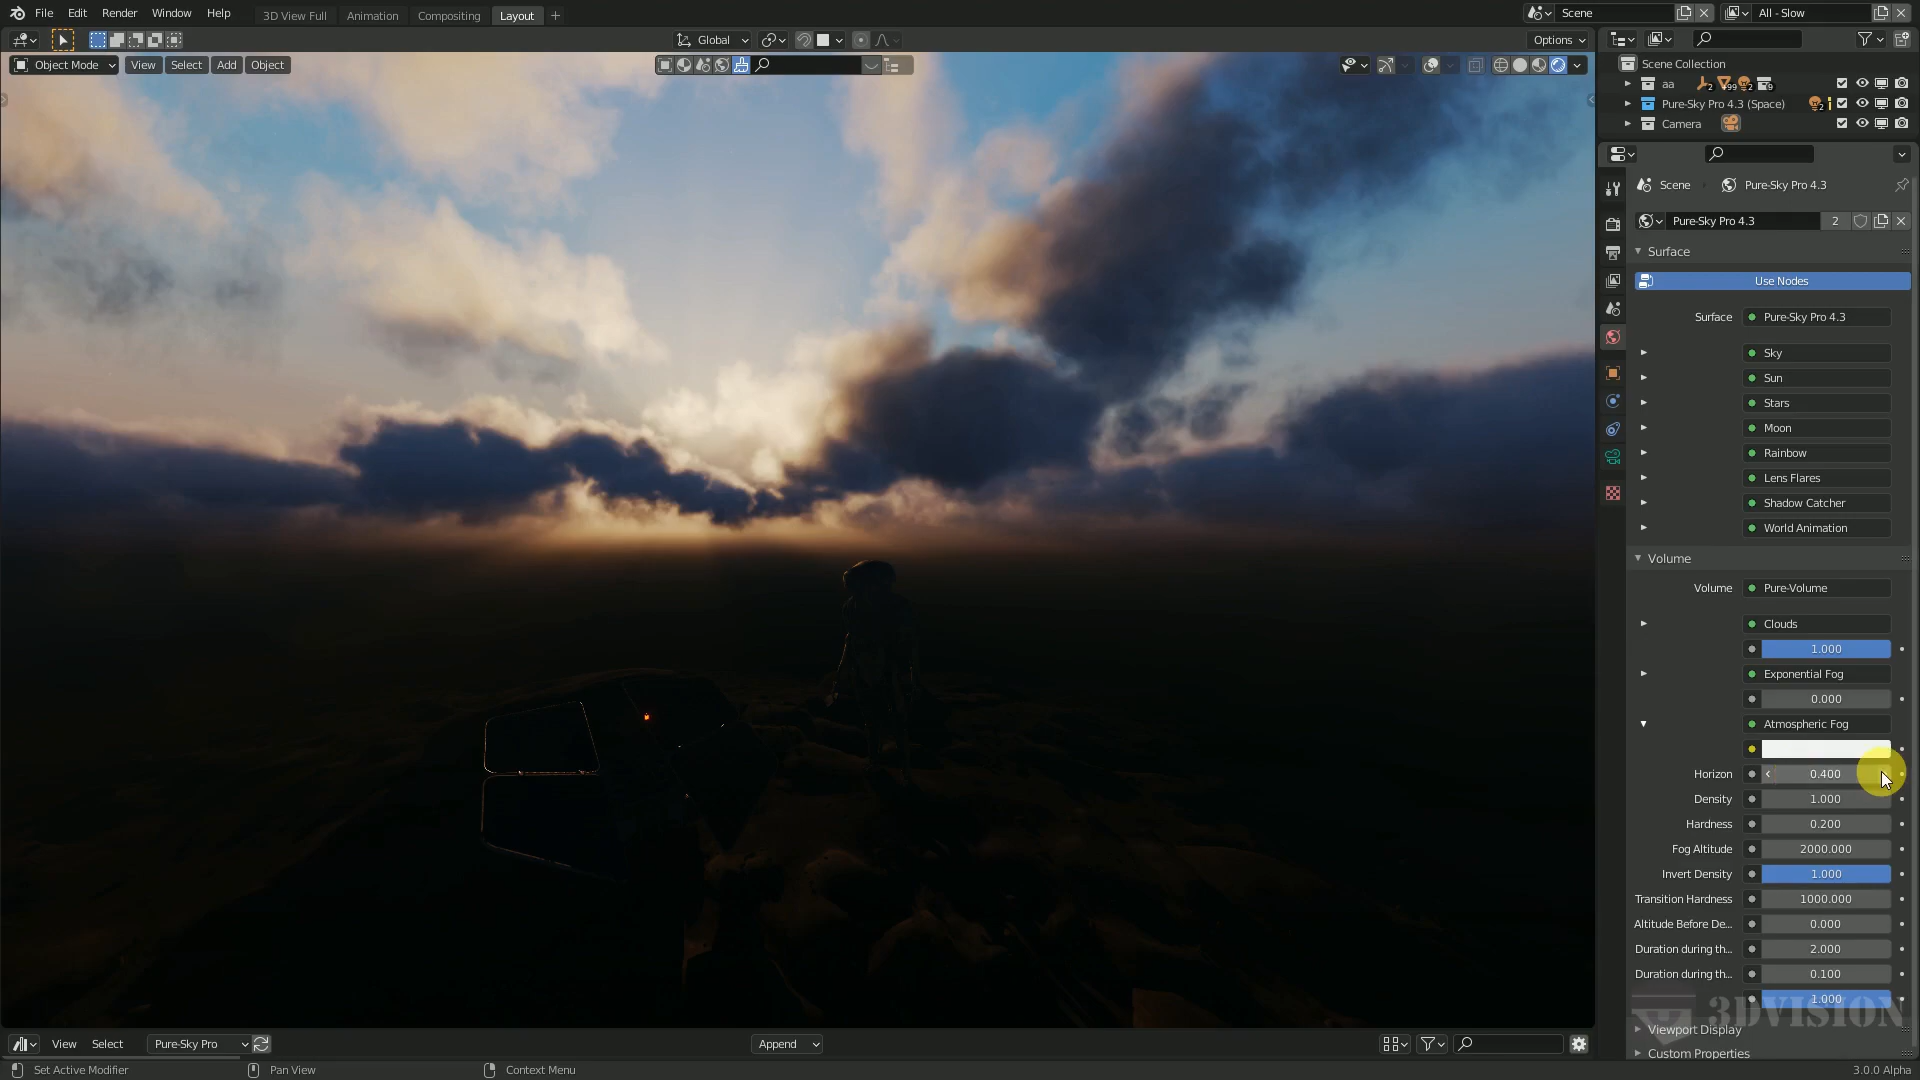 File Edit Render Window Help 3D View Full Animation Compositing Layout + Scene All - Slow
Global Options
Object Mode View Select Add Object
Scene Collection
aa 2 +99 2 9
Pure-Sky Pro 4.3 (Space) 2
Camera
Scene Pure-Sky Pro 4.3
Pure-Sky Pro 4.3 2
Surface
Use Nodes
Surface Pure-Sky Pro 4.3
Sky
Sun
Stars
Moon
Rainbow
Lens Flares
Shadow Catcher
World Animation
Volume
Volume Pure-Volume
Clouds
1.000
Exponential Fog
0.000
Atmospheric Fog
Horizon 0.400
Density 1.000
Hardness 0.200
Fog Altitude 2000.000
Invert Density 1.000
Transition Hardness 1000.000
Altitude Before De... 0.000
Duration during th... 2.000
Duration during th... 0.100
1.000
3DVISION
Viewport Display
Custom Properties
View Select Pure-Sky Pro Append
Set Active Modifier Pan View Context Menu 3.0.0 Alpha